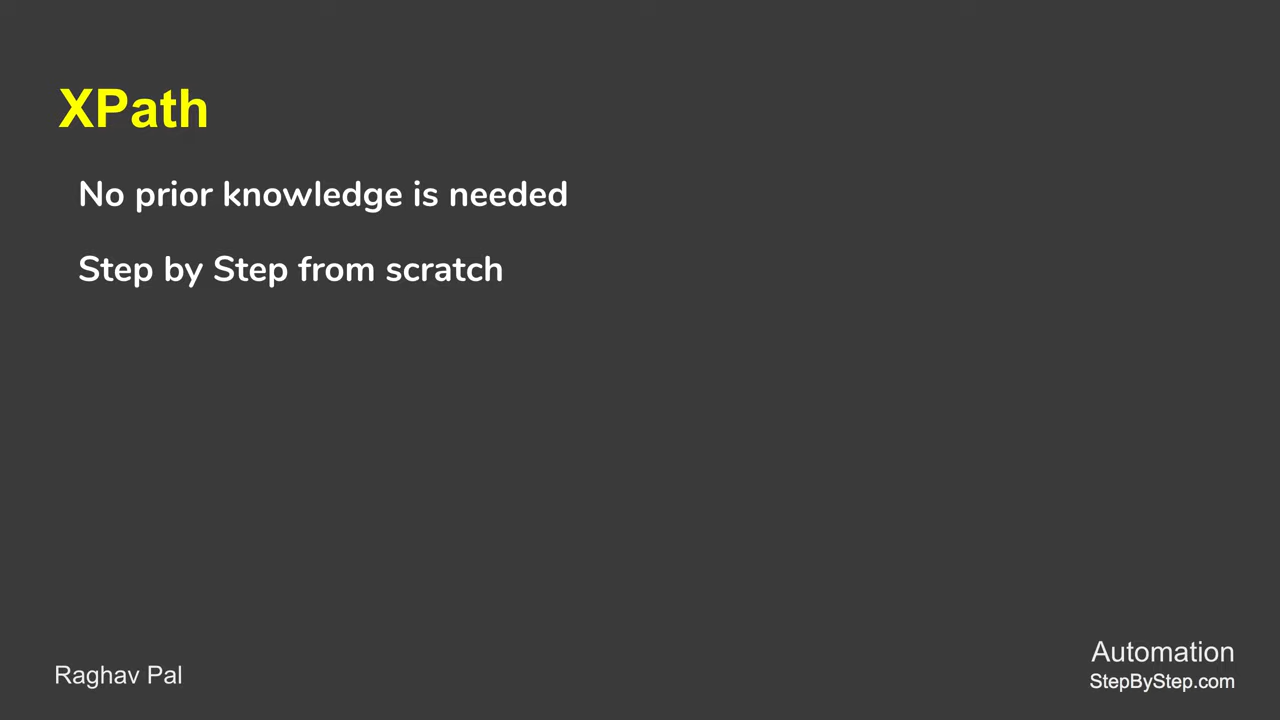 XPath
No prior knowledge is needed
Step by Step from scratch
Raghav Pal
Automation
StepByStep.com